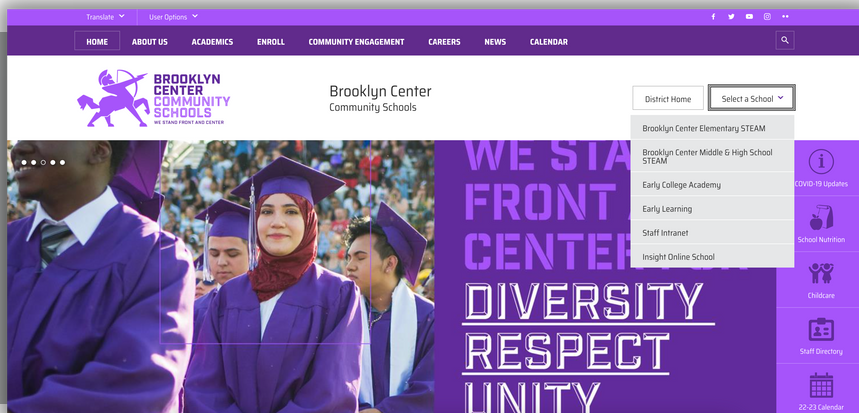 Translate
User Options
HOME
ABOUT US
ACADEMICS
ENROLL
COMMUNITY ENGAGEMENT
CAREERS
NEWS
CALENDAR
BROOKLYN
CENTER
COMMUNITY
SCHOOLS
WE STAND FRONT AND CENTER
Brooklyn Center
Community Schools
District Home
Select a School
Brooklyn Center Elementary STEAM
Brooklyn Center Middle & High School
STEAM
Early College Academy
Early Learning
Staff Intranet
Insight Online School
WE STA
FRONT
CENTER
DIVERSITY
RESPECT
UNITY
COVID-19 Updates
School Nutrition
Childcare
Staff Directory
22-23 Calendar